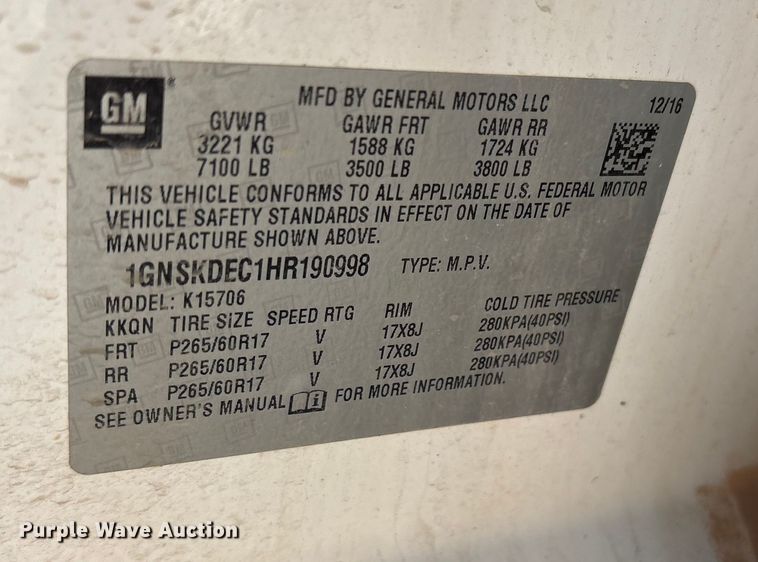 GM
MFD BY GENERAL MOTORS LLC 12/16
GVWR GAWR FRT GAWR RR
3221 KG 1588 KG 1724 KG
7100 LB 3500 LB 3800 LB
THIS VEHICLE CONFORMS TO ALL APPLICABLE U.S. FEDERAL MOTOR
VEHICLE SAFETY STANDARDS IN EFFECT ON THE DATE OF
MANUFACTURE SHOWN ABOVE.
1GNSKDEC1HR190998 TYPE: M.P.V.
MODEL: K15706
KKQN TIRE SIZE SPEED RTG RIM COLD TIRE PRESSURE
FRT P265/60R17 V 17X8J 280KPA(40PSI)
RR P265/60R17 V 17X8J 280KPA(40PSI)
SPA P265/60R17 V 17X8J 280KPA(40PSI)
SEE OWNER'S MANUAL FOR MORE INFORMATION.
Purple Wave Auction